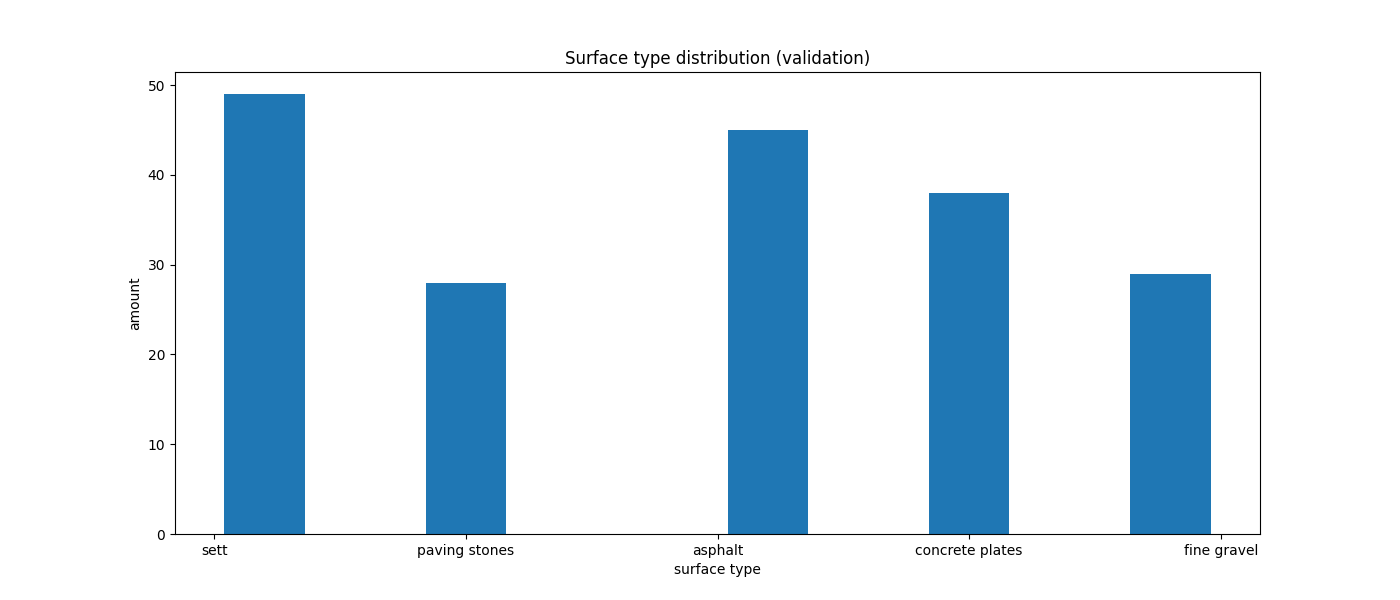 Surface type distribution (validation)
50
40
30
20
10
0
amount
sett paving stones asphalt concrete plates fine gravel
surface type